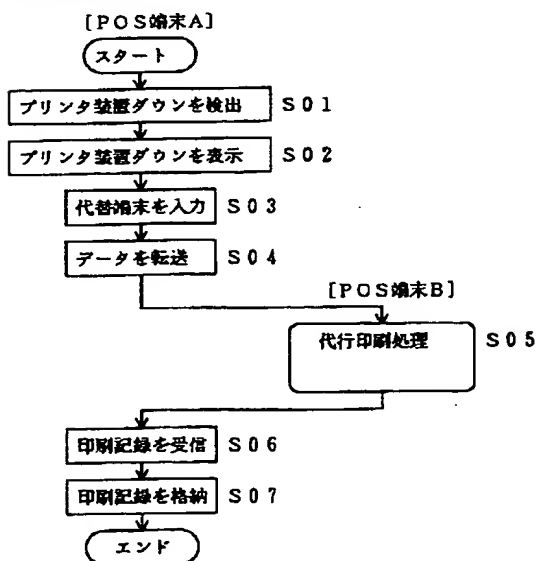 [POS端末A]
スタート
プリンタ装置ダウンを検出 S01
プリンタ装置ダウンを表示 S02
代替端末を入力 S03
データを転送 S04
[POS端末B]
代行印刷処理 S05
印刷記録を受信 S06
印刷記録を格納 S07
エンド